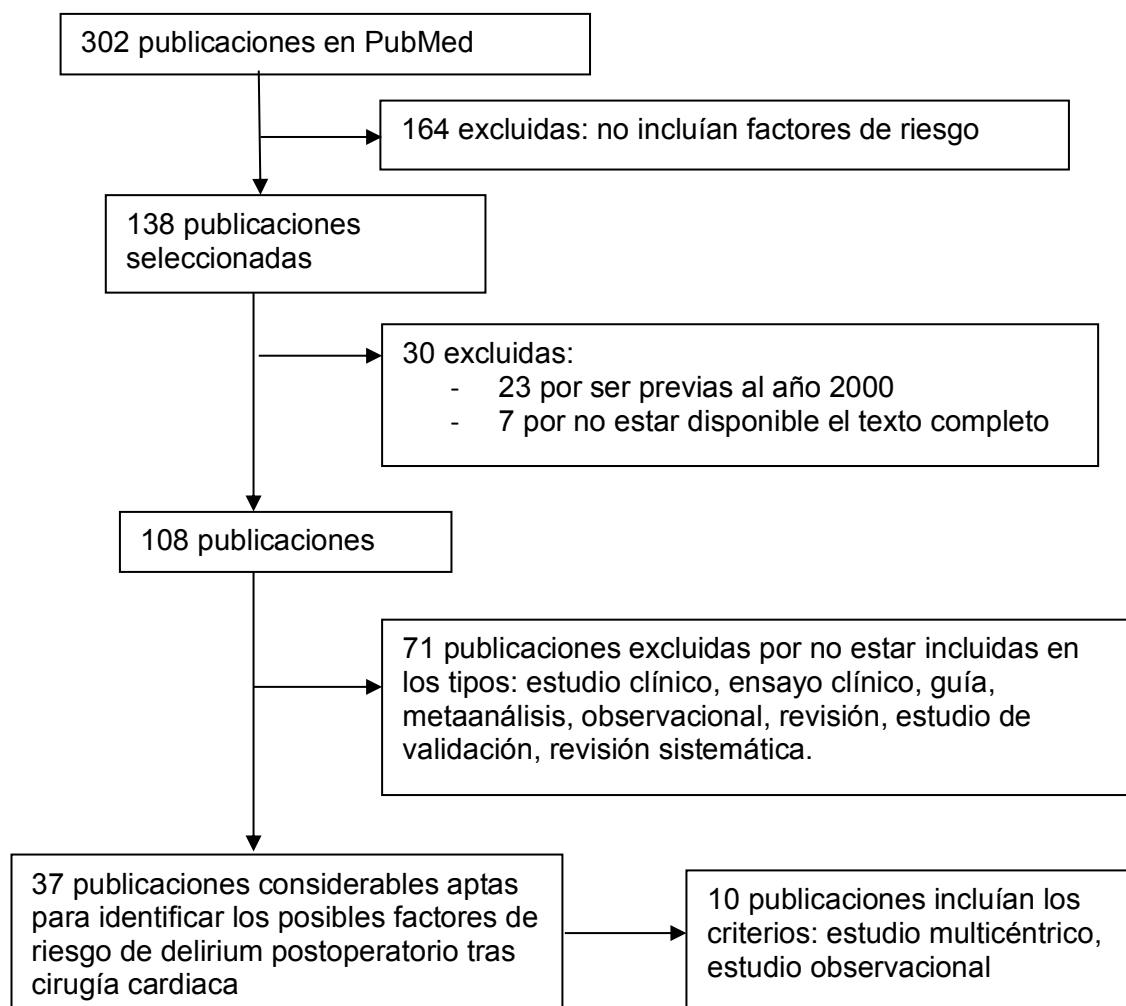 302 publicaciones en PubMed
164 excluidas: no incluían factores de riesgo
138 publicaciones
seleccionadas
30 excluidas:
- 23 por ser previas al año 2000
- 7 por no estar disponible el texto completo
108 publicaciones
71 publicaciones excluidas por no estar incluidas en
los tipos: estudio clínico, ensayo clínico, guía,
metaanálisis, observacional, revisión, estudio de
validación, revisión sistemática.
37 publicaciones considerables aptas
para identificar los posibles factores de
riesgo de delirium postoperatorio tras
cirugía cardiaca
10 publicaciones incluían los
criterios: estudio multicéntrico,
estudio observacional